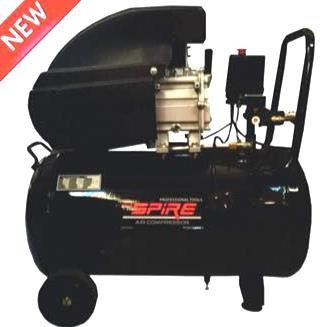 NEW
PROFESSIONAL TOOLS
SPIRE
AIR COMPRESSOR